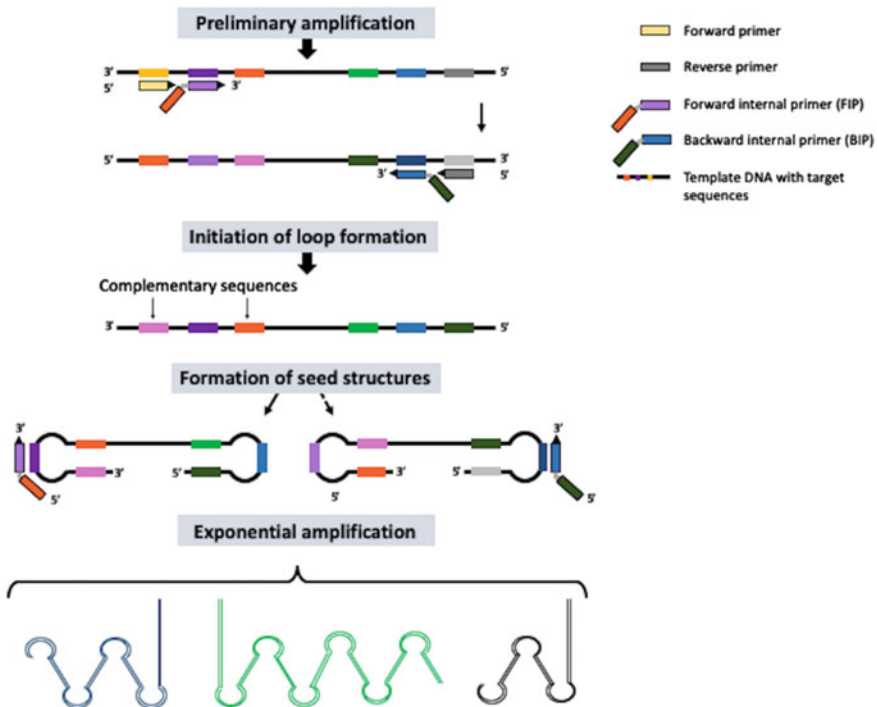 Preliminary amplification
3’
5’
5’
3’
5’
3’
3’
5’
Initiation of loop formation
Complementary sequences
3’
5’
Formation of seed structures
3’
3’
5’
5’
3’
5’
5’
3’
5’
Exponential amplification
Forward primer
Reverse primer
Forward internal primer (FIP)
Backward internal primer (BIP)
Template DNA with target
sequences